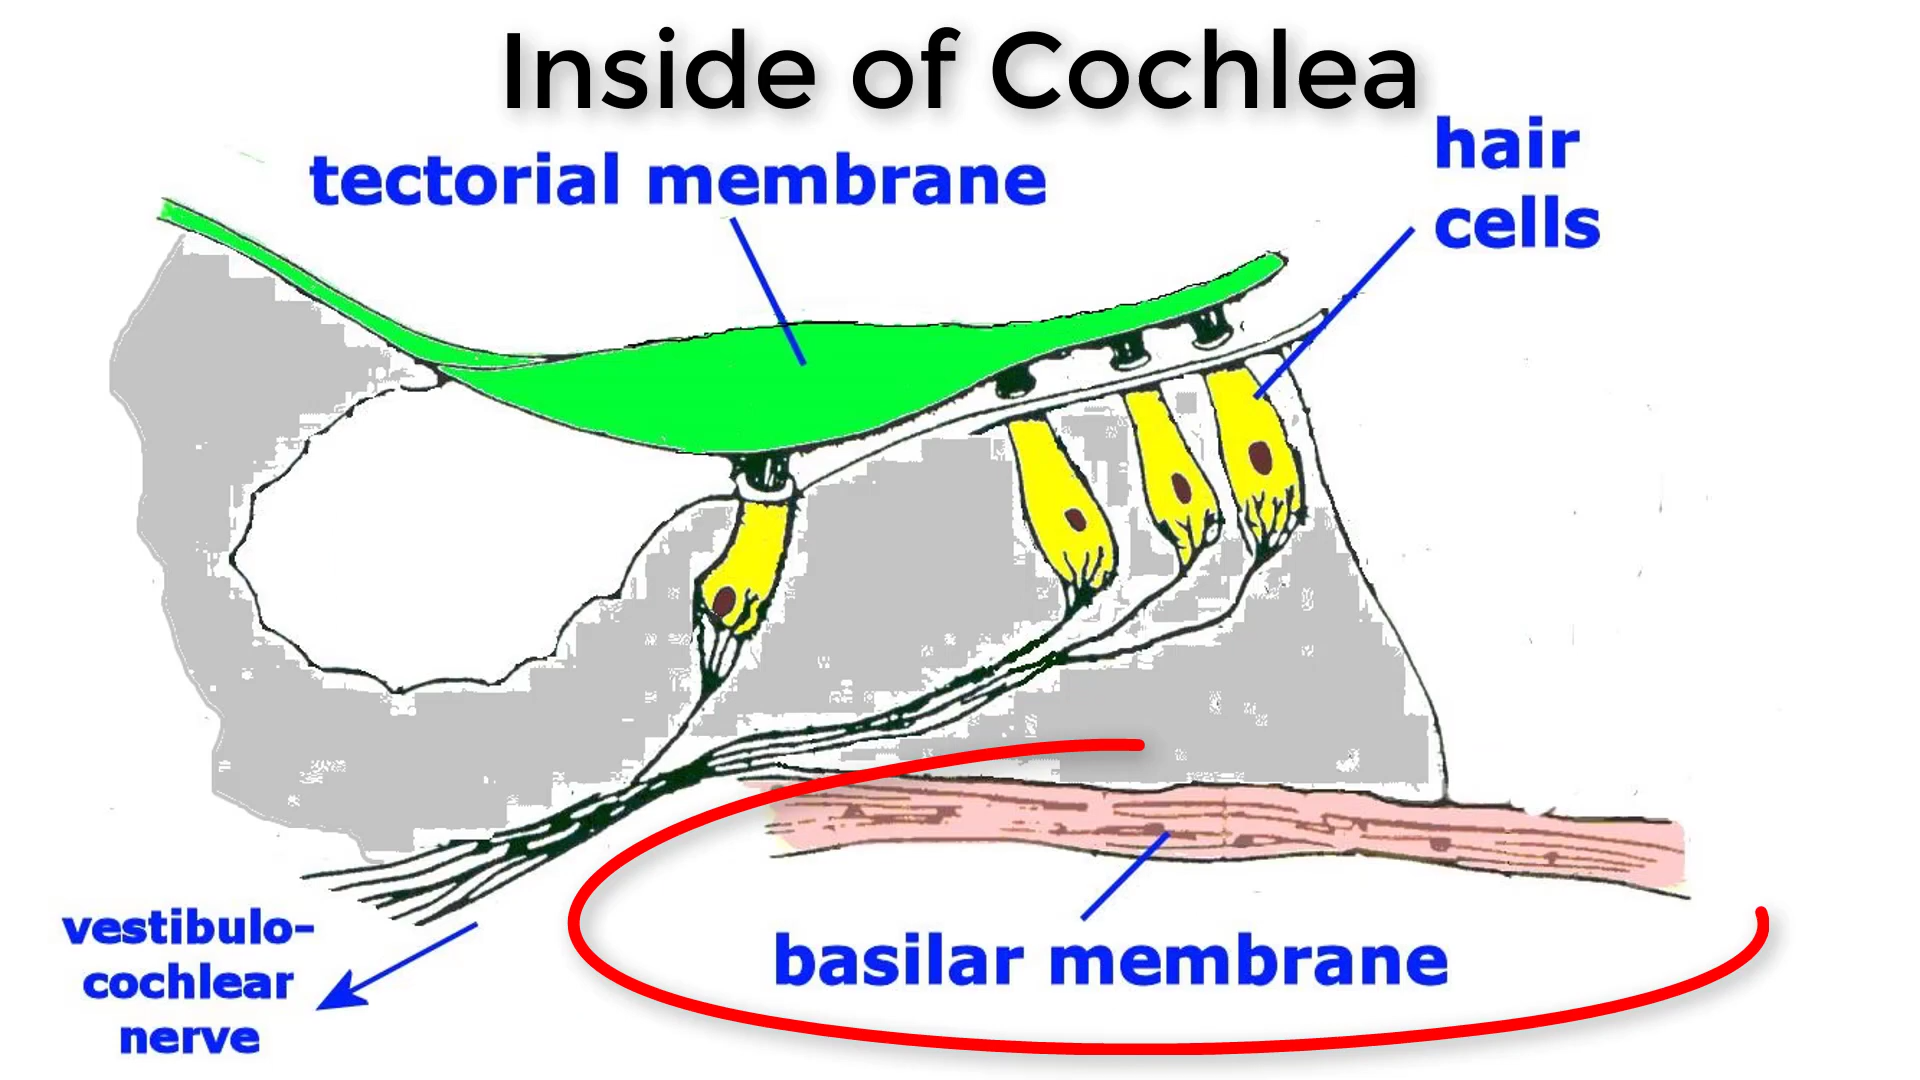 Inside of Cochlea
hair
cells
tectorial membrane
vestibulo-
cochlear
nerve
basilar membrane